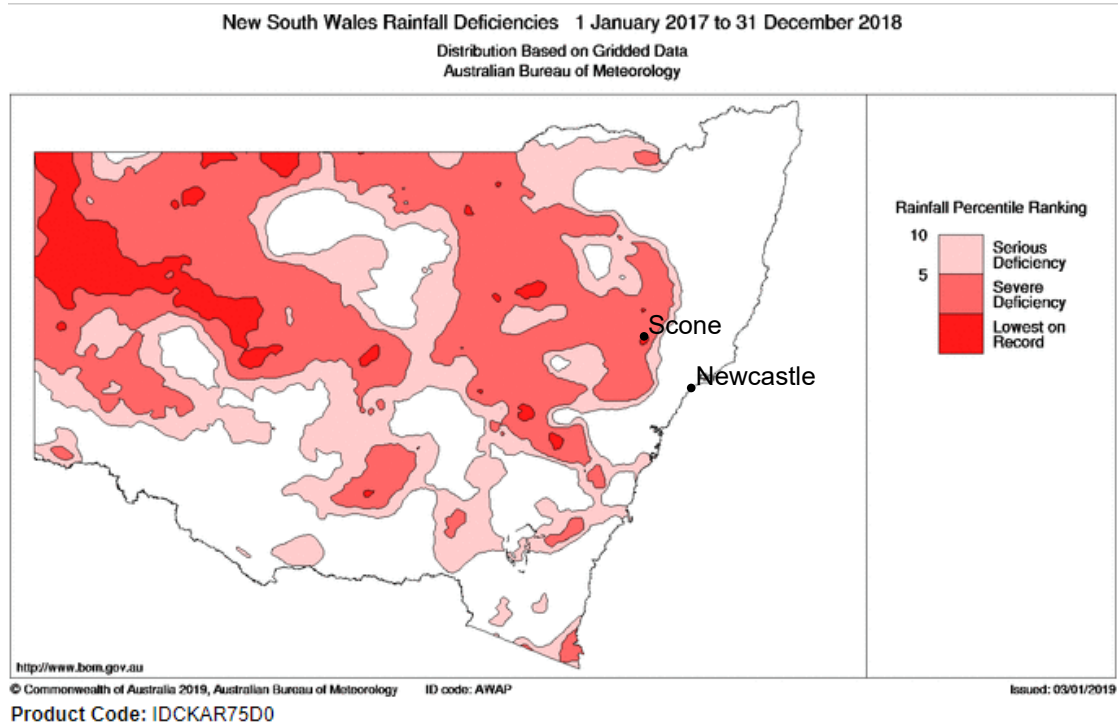 New South Wales Rainfall Deficiencies 1 January 2017 to 31 December 2018
Distribution Based on Gridded Data
Australian Bureau of Meteorology
Rainfall Percentile Ranking
10
Serious
Deficiency
5
Severe
Deficiency
Lowest on
Record
Scone
Newcastle
http://www.bom.gov.au
© Commonwealth of Australia 2019, Australian Bureau of Meteorology ID code: AWAP Issued: 03/01/2019
Product Code: IDCKAR75D0